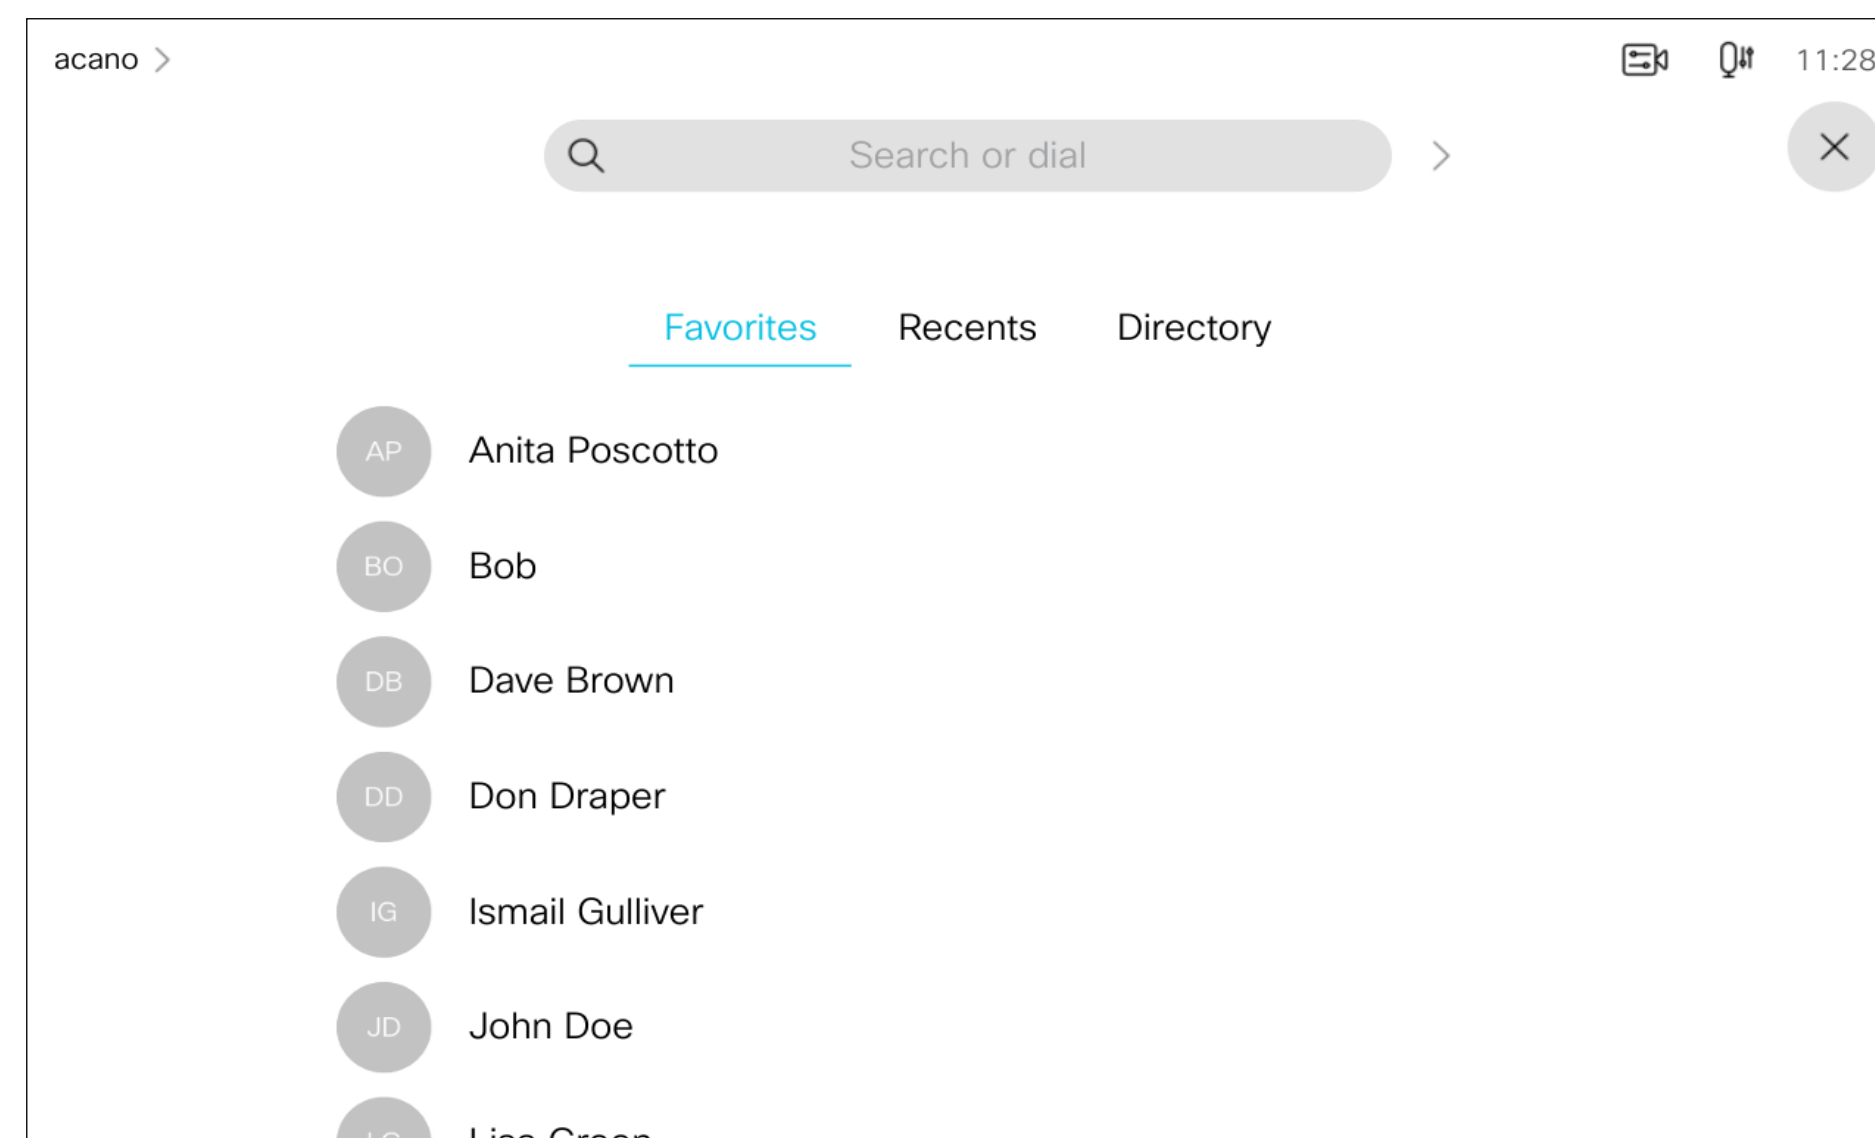 acano
11:28
Search or dial
Favorites Recents Directory
AP Anita Poscotto
BO Bob
DB Dave Brown
DD Don Draper
IG Ismail Gulliver
JD John Doe